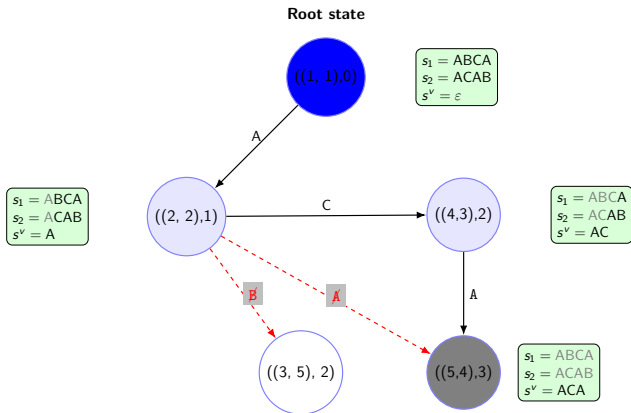 Root state
((1, 1),0)
s₁ = ABCA
s₂ = ACAB
sᵛ = ε
A
s₁ = ABCA
s₂ = ACAB
sᵛ = A
((2, 2),1)
C
((4,3),2)
s₁ = ABCA
s₂ = ACAB
sᵛ = AC
B
A
A
((3, 5), 2)
((5,4),3)
s₁ = ABCA
s₂ = ACAB
sᵛ = ACA